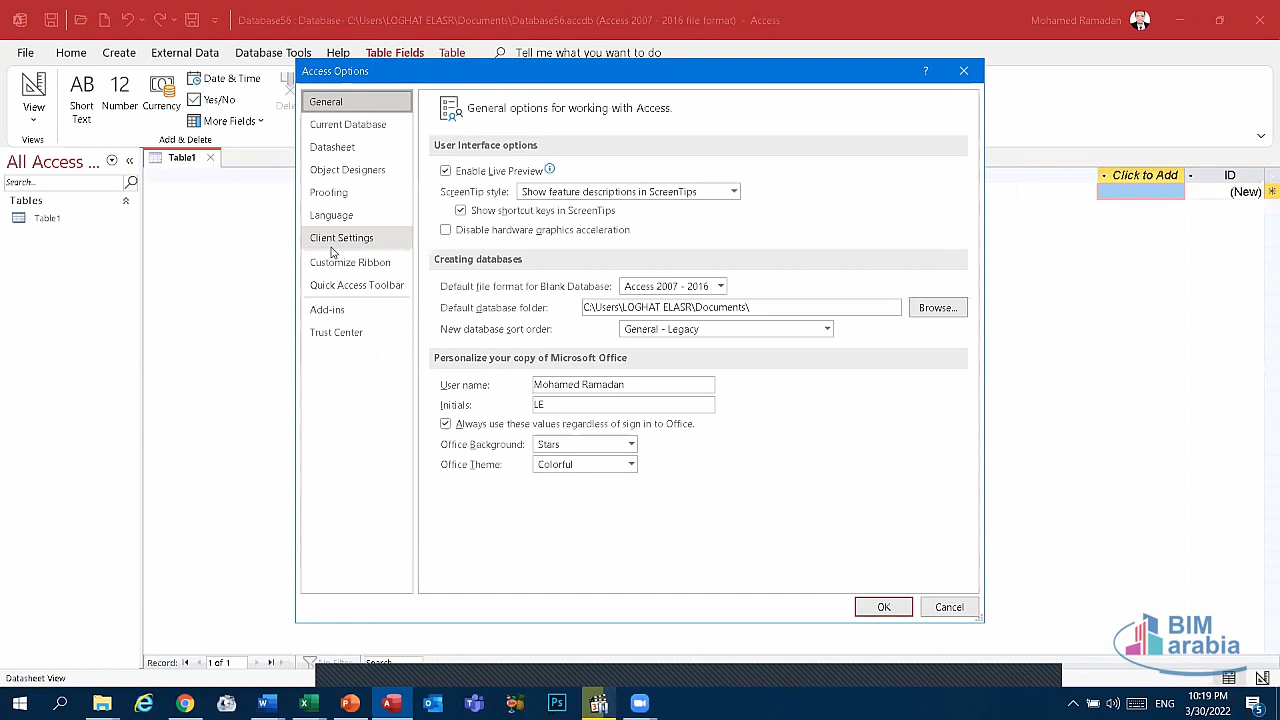 Database56 : Database- C:\Users\LOGHAT ELASR\Documents\Database56.accdb (Access 2007 - 2016 file format) - Access
Mohamed Ramadan
File Home Create External Data Database Tools Help Table Fields Table Tell me what you want to do
View
Views
AB
Short
Text
12
Number
Currency
Date & Time
Yes/No
More Fields
Add & Delete
All Access ...
Search...
Tables
Table1
Table1
Click to Add
ID
(New)
Access Options
?
General
Current Database
Datasheet
Object Designers
Proofing
Language
Client Settings
Customize Ribbon
Quick Access Toolbar
Add-ins
Trust Center
General options for working with Access.
User Interface options
Enable Live Preview
ScreenTip style: Show feature descriptions in ScreenTips
Show shortcut keys in ScreenTips
Disable hardware graphics acceleration
Creating databases
Default file format for Blank Database: Access 2007 - 2016
Default database folder: C:\Users\LOGHAT ELASR\Documents\ Browse...
New database sort order: General - Legacy
Personalize your copy of Microsoft Office
User name: Mohamed Ramadan
Initials: LE
Always use these values regardless of sign in to Office.
Office Background: Stars
Office Theme: Colorful
OK Cancel
Record: 1 of 1 No Filter Search
Datasheet View
BIM
arabia
ENG
10:19 PM
3/30/2022
5